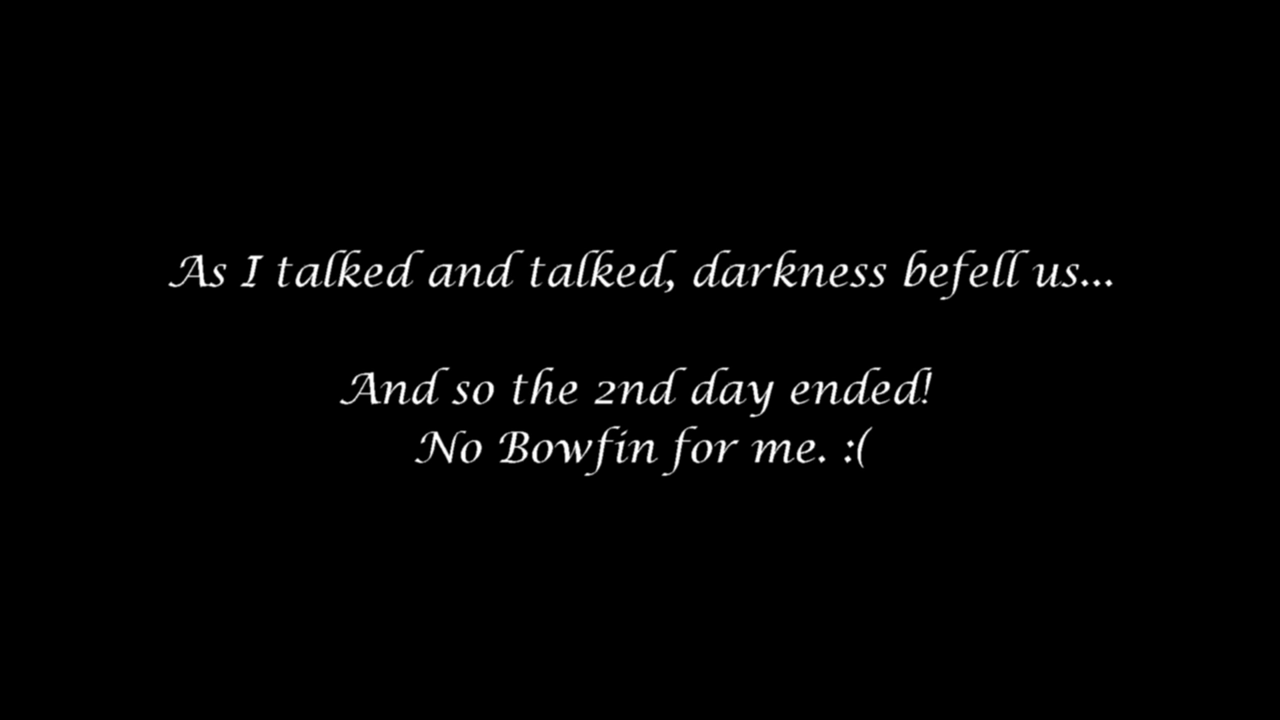 As I talked and talked, darkness befell us...
And so the 2nd day ended!
No Bowfin for me. :(